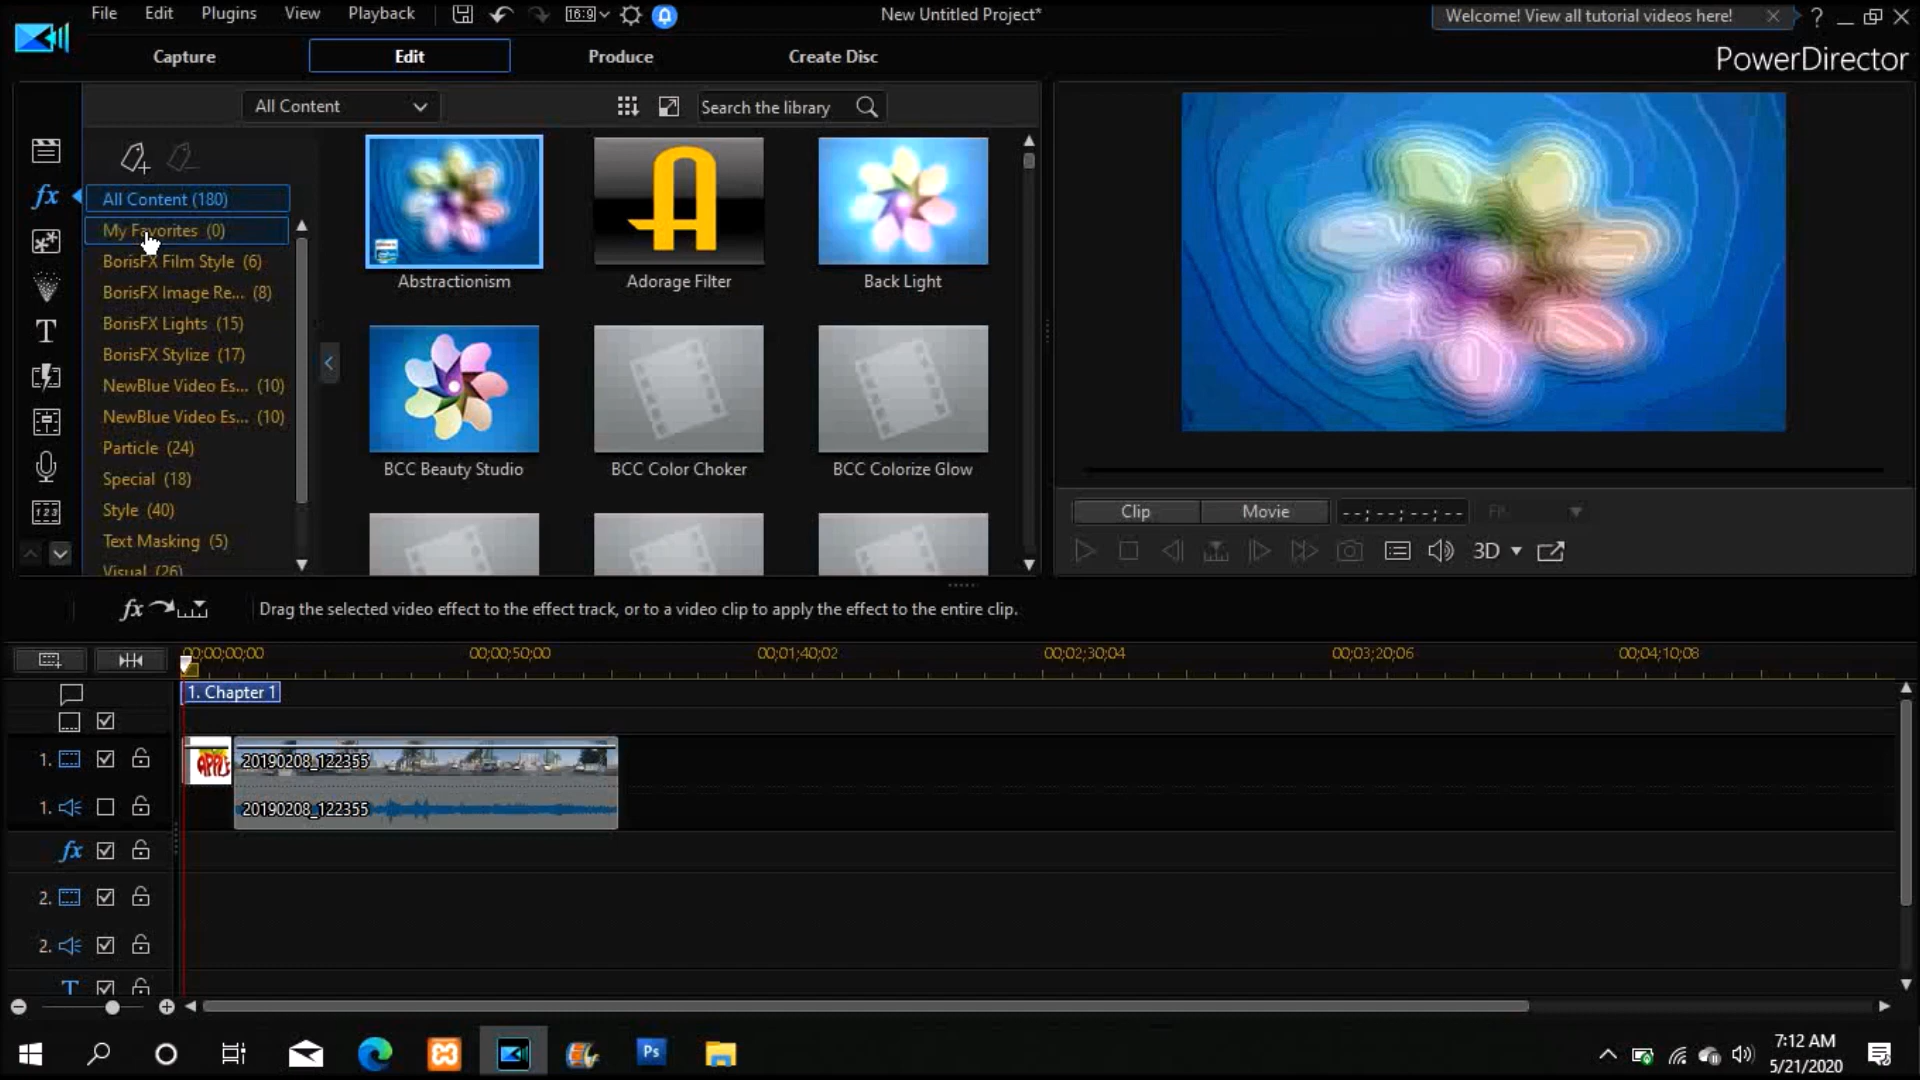 File Edit Plugins View Playback 16:9 New Untitled Project* Welcome! View all tutorial videos here! ?
Capture Edit Produce Create Disc PowerDirector
All Content Search the library
All Content (180)
My Favorites (0)
BorisFX Film Style (6)
BorisFX Image Re... (8)
BorisFX Lights (15)
BorisFX Stylize (17)
NewBlue Video Es... (10)
NewBlue Video Es... (10)
Particle (24)
Special (18)
Style (40)
Text Masking (5)
Visual (26)
fx
T
123
A
Abstractionism Adorage Filter Back Light
BCC Beauty Studio BCC Color Choker BCC Colorize Glow
Clip Movie --;--;--;-- Fit
3D
fx Drag the selected video effect to the effect track, or to a video clip to apply the effect to the entire clip.
00;00;00;00 00;00;50;00 00;01;40;02 00;02;30;04 00;03;20;06 00;04;10;08
1. Chapter 1
1. APPLE 20190208_122355
1. 20190208_122355
fx
2.
2.
T
Ps
7:12 AM
5/21/2020